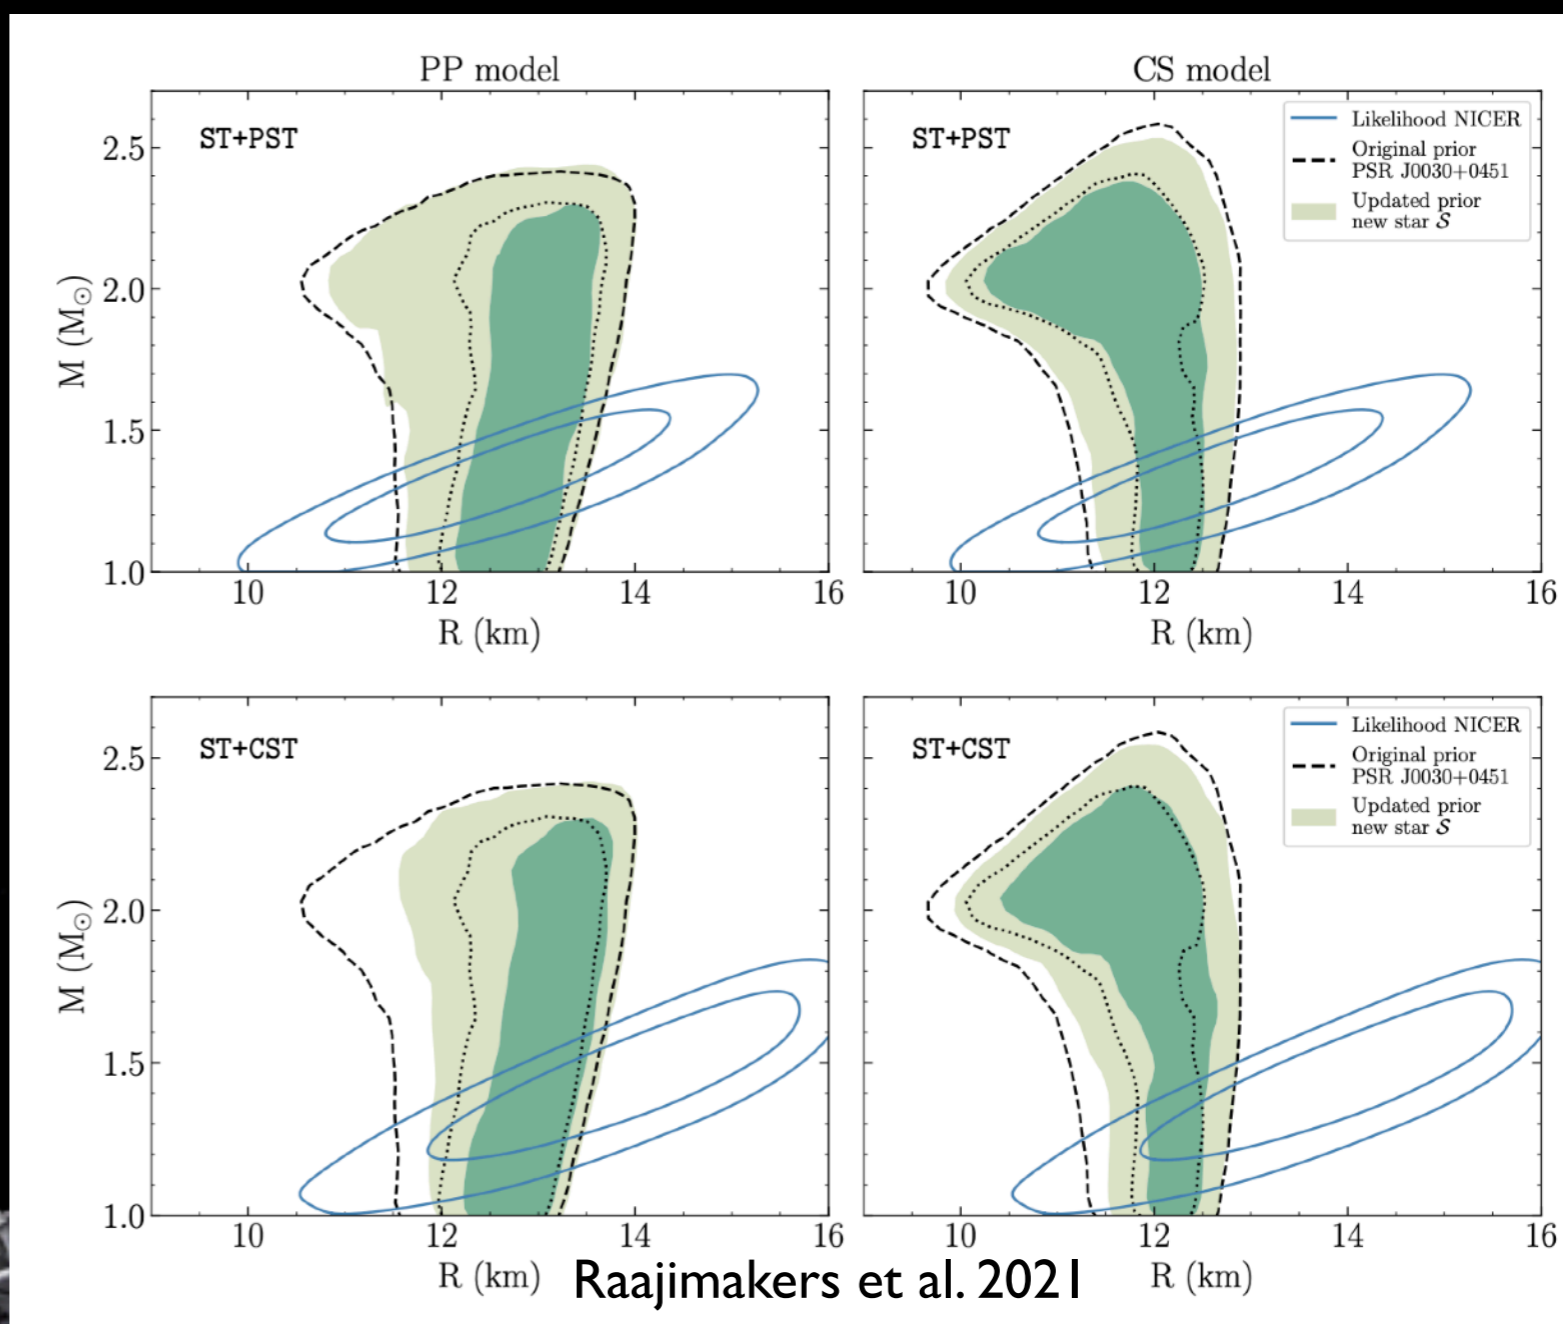 PP model
CS model
ST+PST
ST+PST
Likelihood NICER
Original prior
PSR J0030+0451
Updated prior
new star S
2.5
2.0
1.5
1.0
M (M⊙)
10 12 14 16
10 12 14 16
R (km)
R (km)
ST+CST
ST+CST
Likelihood NICER
Original prior
PSR J0030+0451
Updated prior
new star S
2.5
2.0
1.5
1.0
M (M⊙)
10 12 14 16
10 12 14 16
R (km)
Raajimakers et al. 2021
R (km)